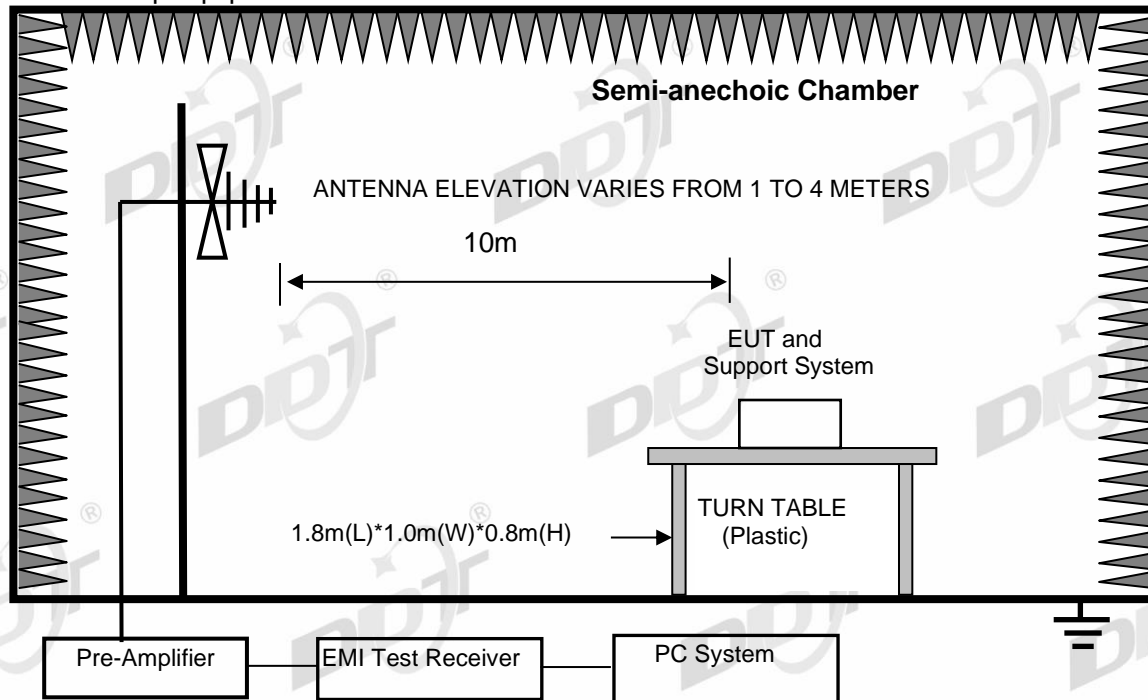 Semi-anechoic Chamber
ANTENNA ELEVATION VARIES FROM 1 TO 4 METERS
10m
EUT and
Support System
1.8m(L)*1.0m(W)*0.8m(H)
TURN TABLE
(Plastic)
Pre-Amplifier
EMI Test Receiver
PC System
DDT
®